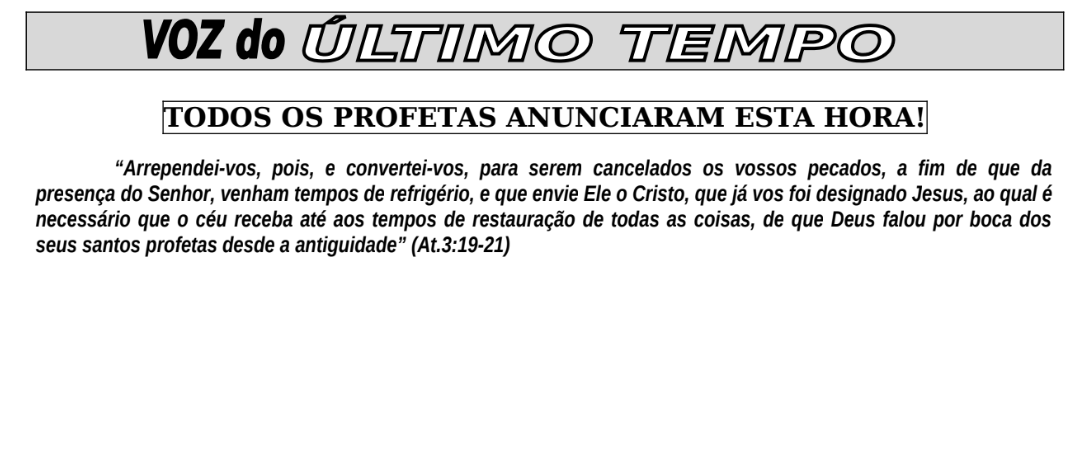 VOZ do ÚLTIMO TEMPO
TODOS OS PROFETAS ANUNCIARAM ESTA HORA!
“Arrependei-vos, pois, e convertei-vos, para serem cancelados os vossos pecados, a fim de que da
presença do Senhor, venham tempos de refrigério, e que envie Ele o Cristo, que já vos foi designado Jesus, ao qual é
necessário que o céu receba até aos tempos de restauração de todas as coisas, de que Deus falou por boca dos
seus santos profetas desde a antiguidade” (At.3:19-21)